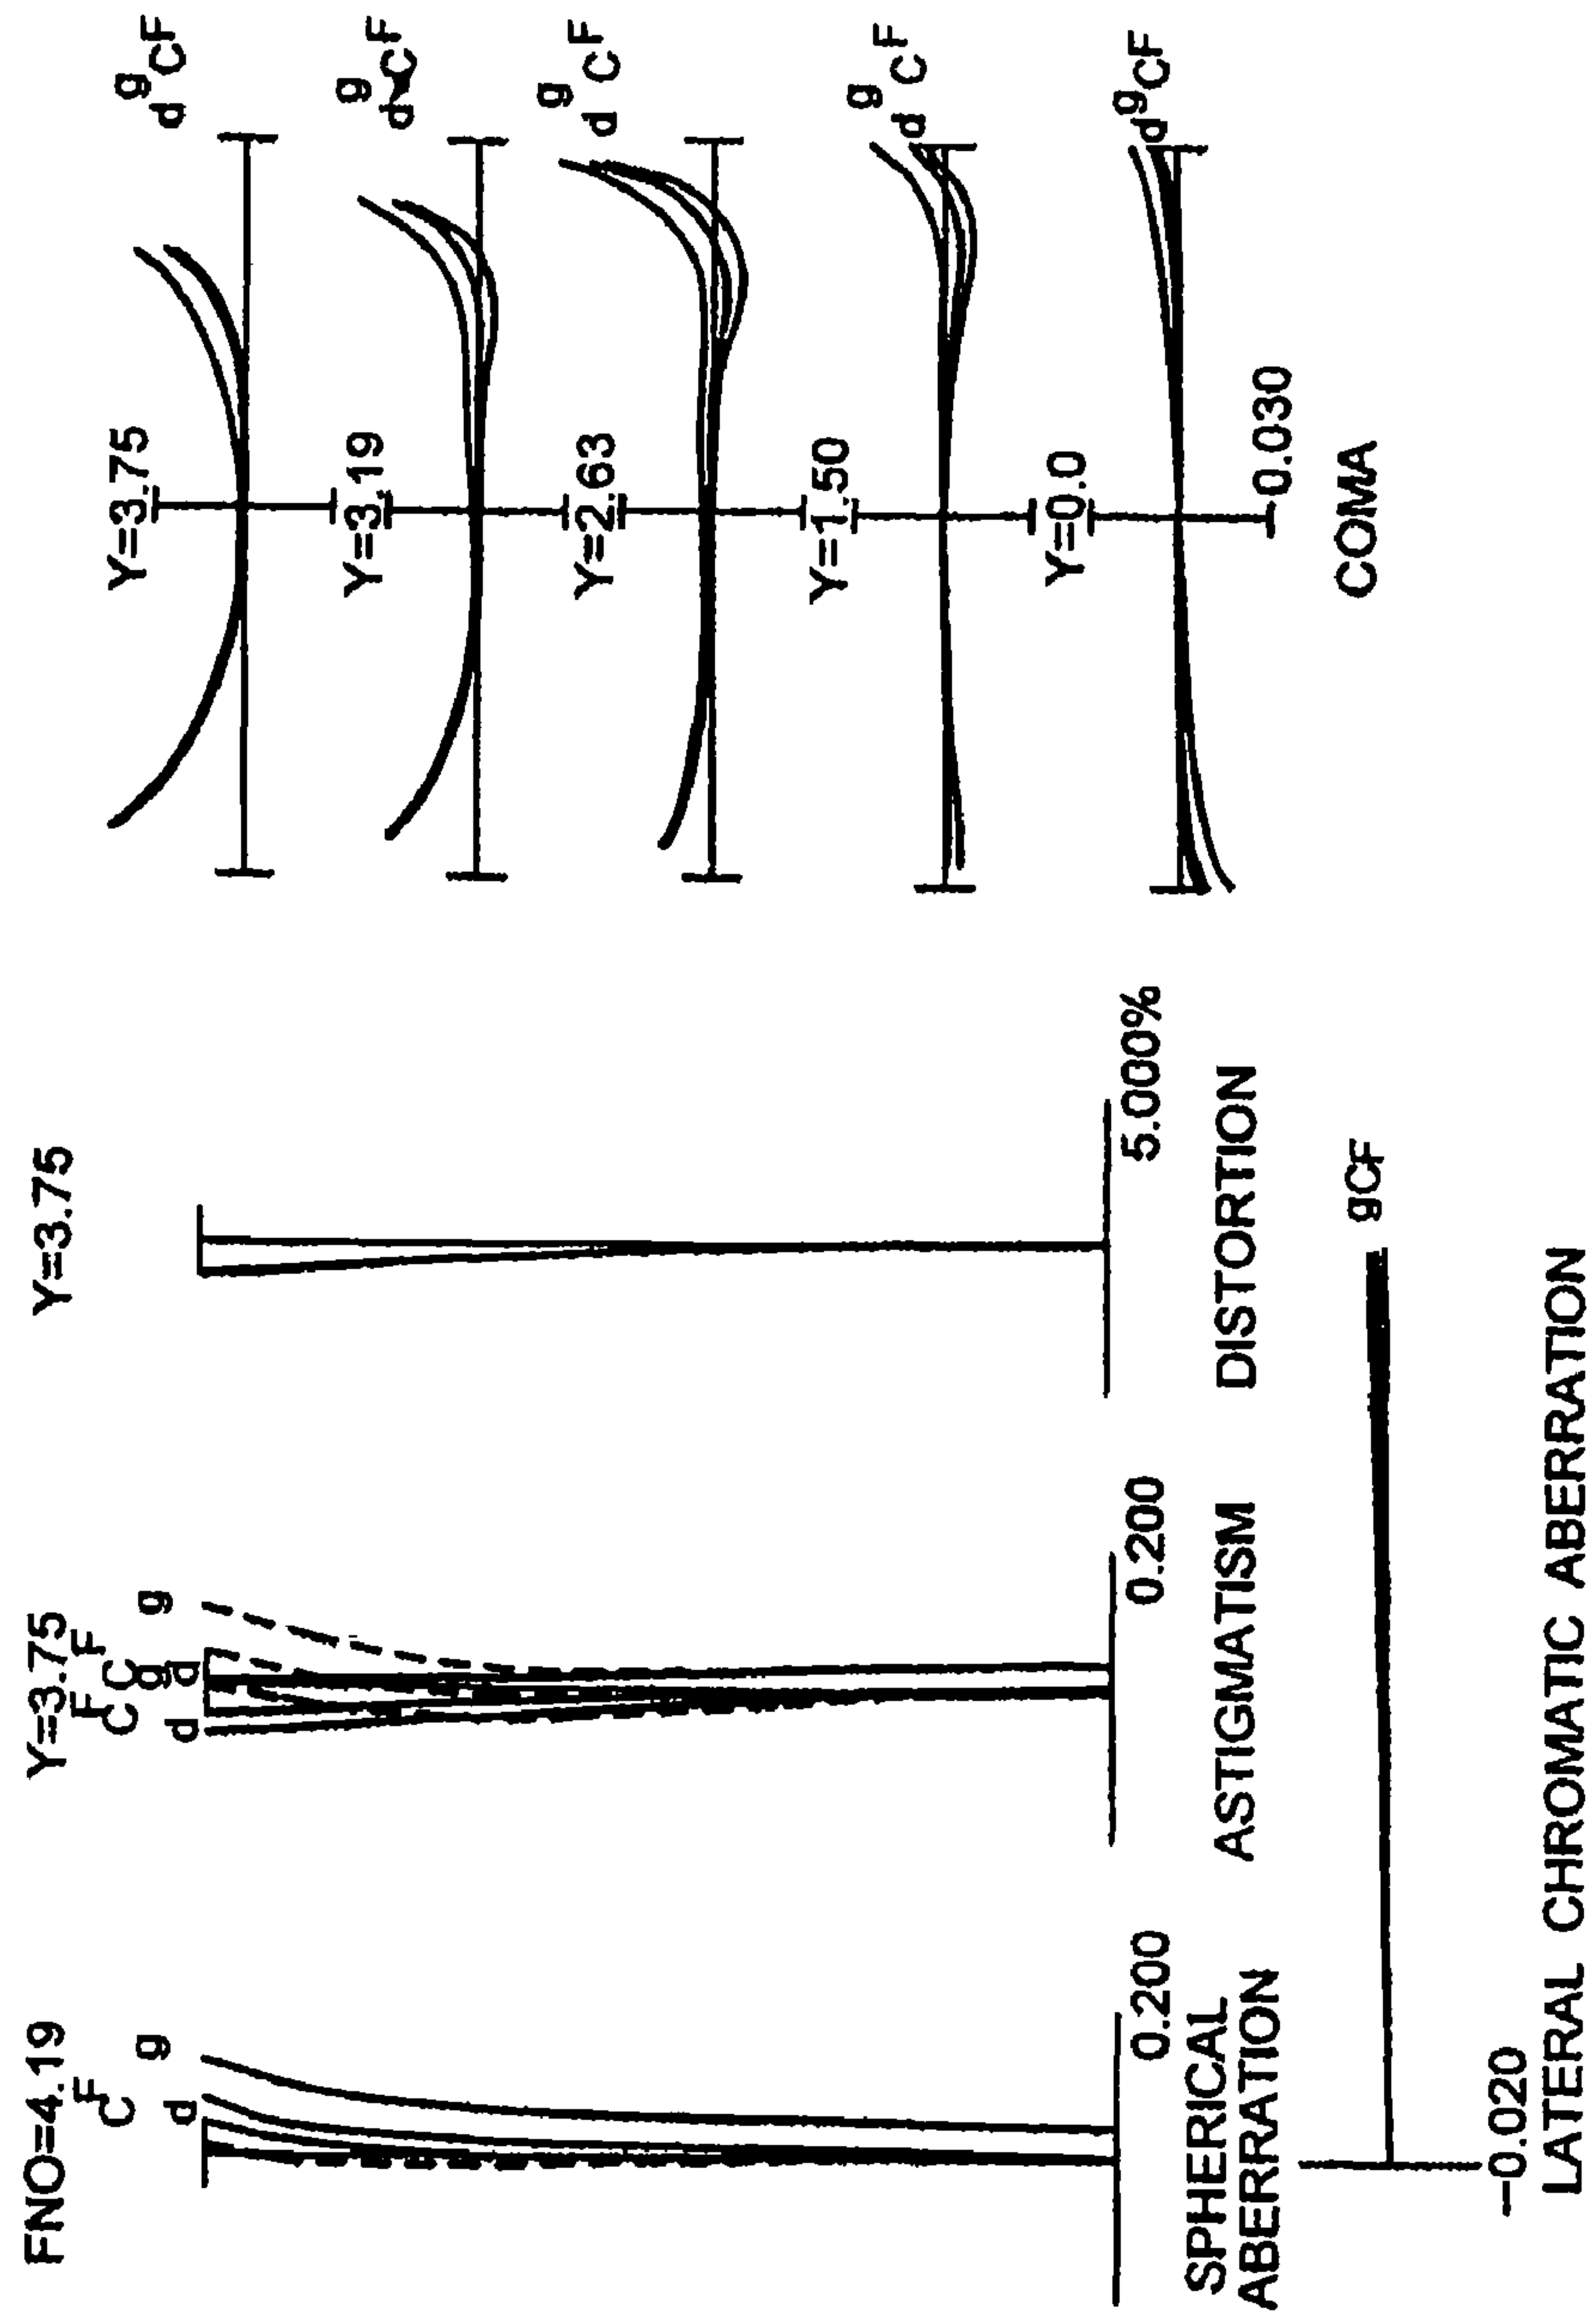 FNO=4.19
F
C
g
d
0.200
SPHERICAL
ABERRATION
Y=3.75
F
F
C
C
g
g
d
d
0.200
ASTIGMATISM
Y=3.75
5.000%
DISTORTION
Y=3.75
g
d
C
F
Y=3.19
g
d
C
F
Y=2.63
g
d
C
F
Y=1.50
g
d
C
F
Y=0.0
g
d
C
F
0.030
COMA
gCF
−0.020
LATERAL CHROMATIC ABERRATION